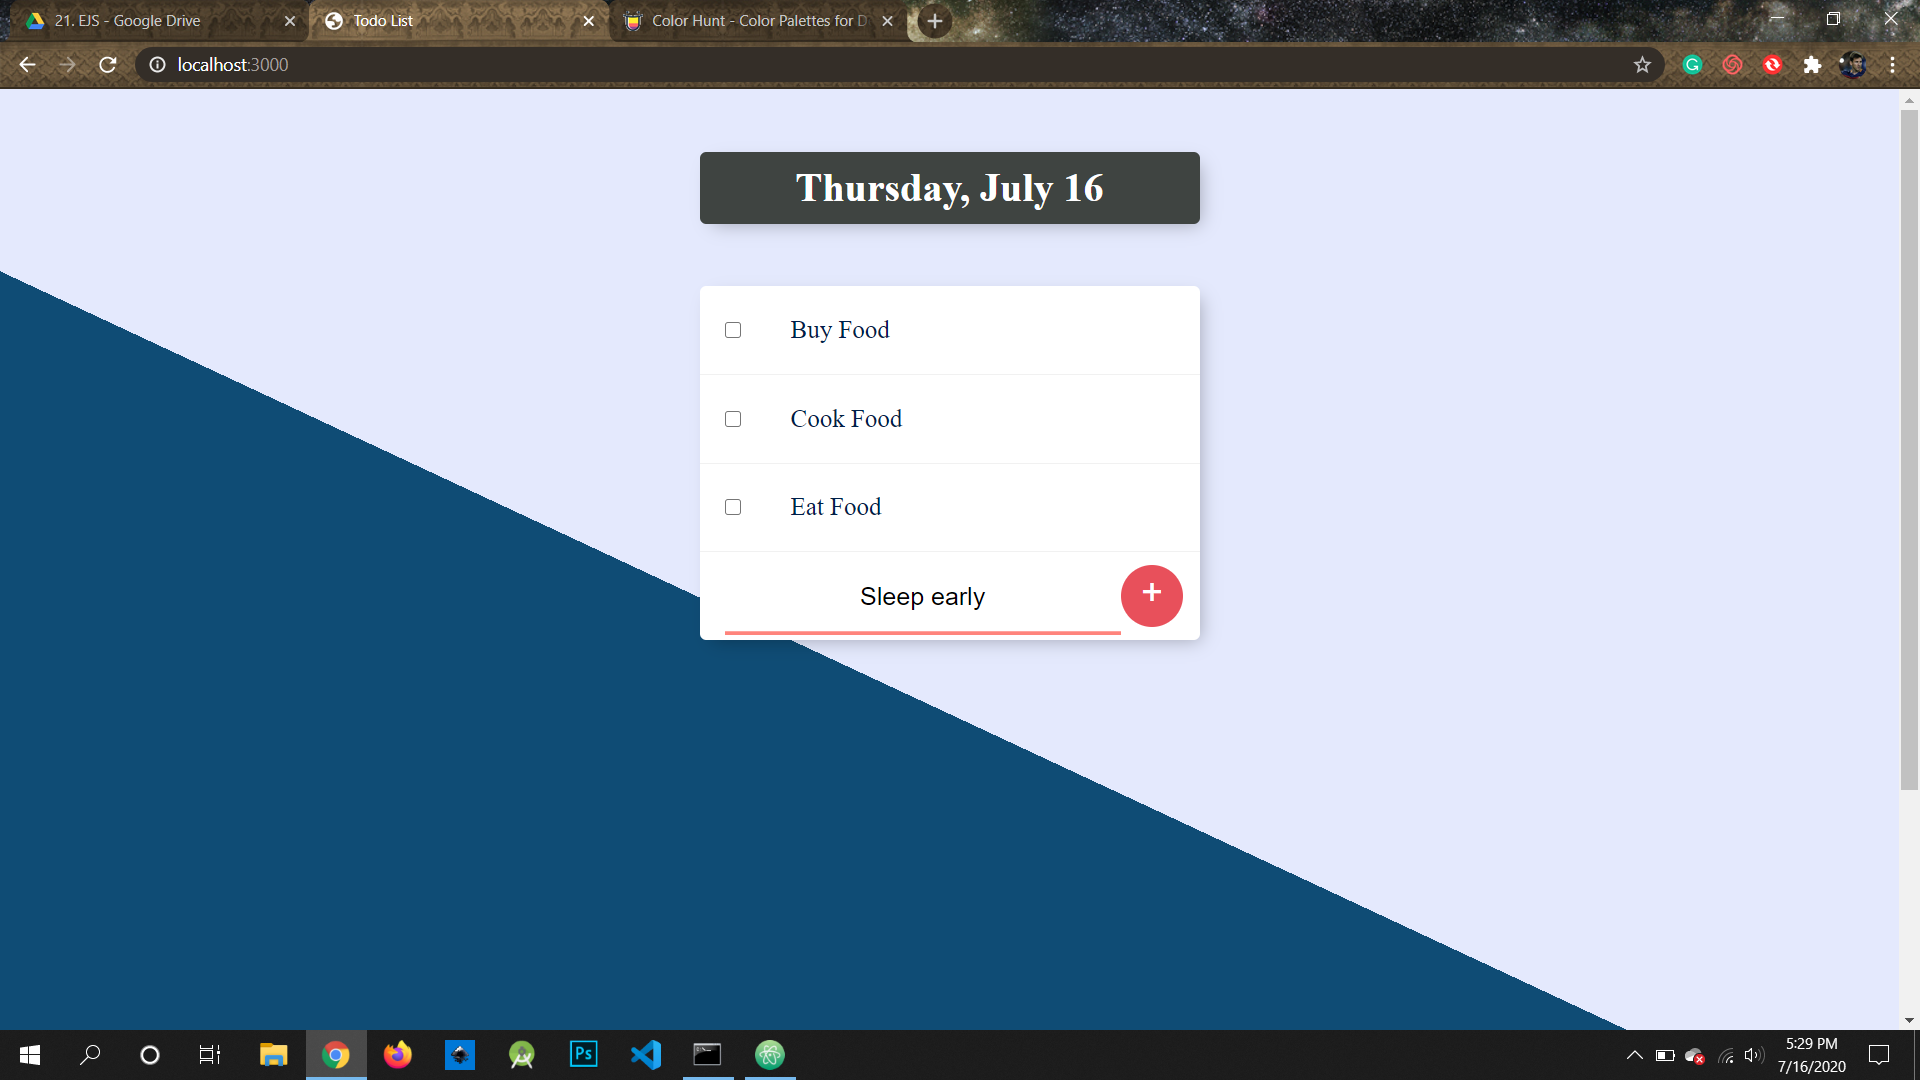 21. EJS - Google Drive
Todo List
Color Hunt - Color Palettes for D
localhost:3000
Thursday, July 16
Buy Food
Cook Food
Eat Food
Sleep early
+
Ps
5:29 PM
7/16/2020